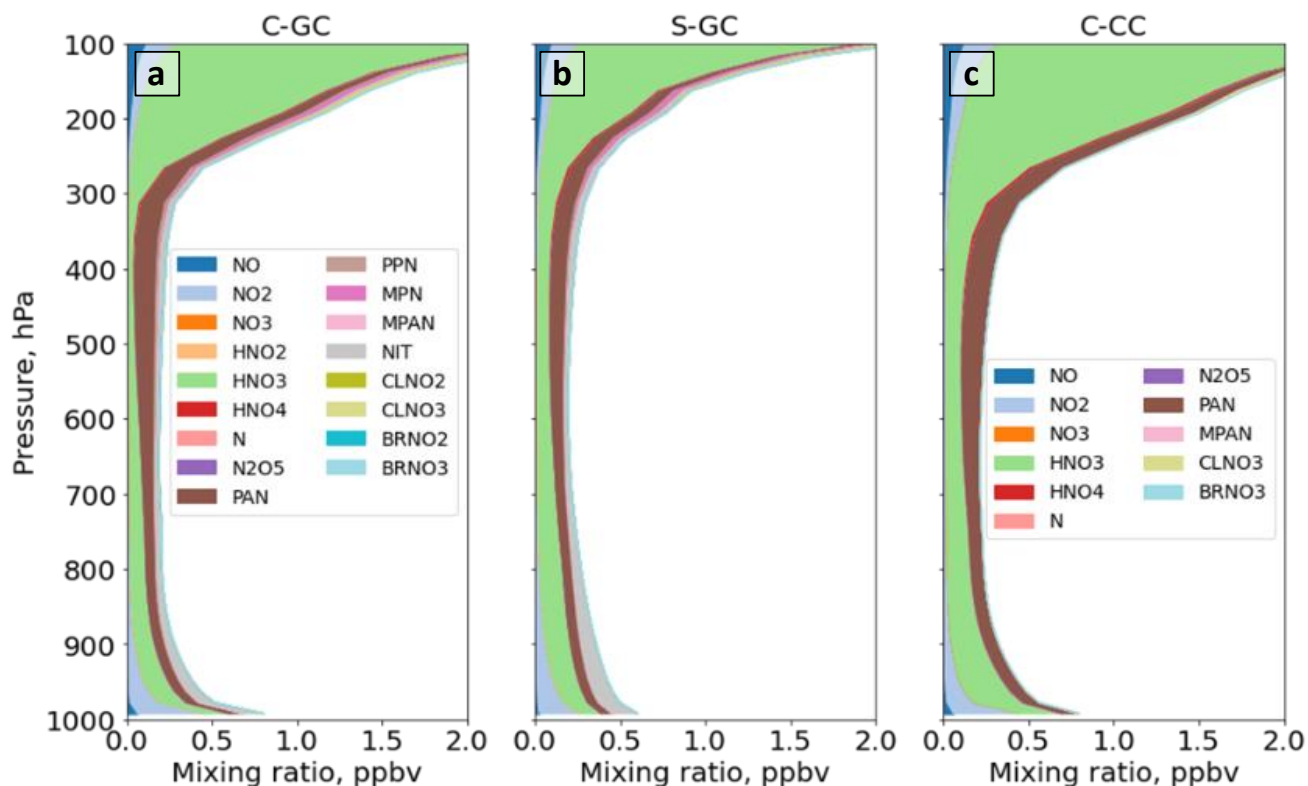 C-GC
S-GC
C-CC
a
b
c
Pressure, hPa
100
200
300
400
500
600
700
800
900
1000
NO
NO2
NO3
HNO2
HNO3
HNO4
N
N2O5
PAN
PPN
MPN
MPAN
NIT
CLNO2
CLNO3
BRNO2
BRNO3
NO
NO2
NO3
HNO3
HNO4
N
N2O5
PAN
MPAN
CLNO3
BRNO3
0.0 0.5 1.0 1.5 2.0
0.0 0.5 1.0 1.5 2.0
0.0 0.5 1.0 1.5 2.0
Mixing ratio, ppbv
Mixing ratio, ppbv
Mixing ratio, ppbv